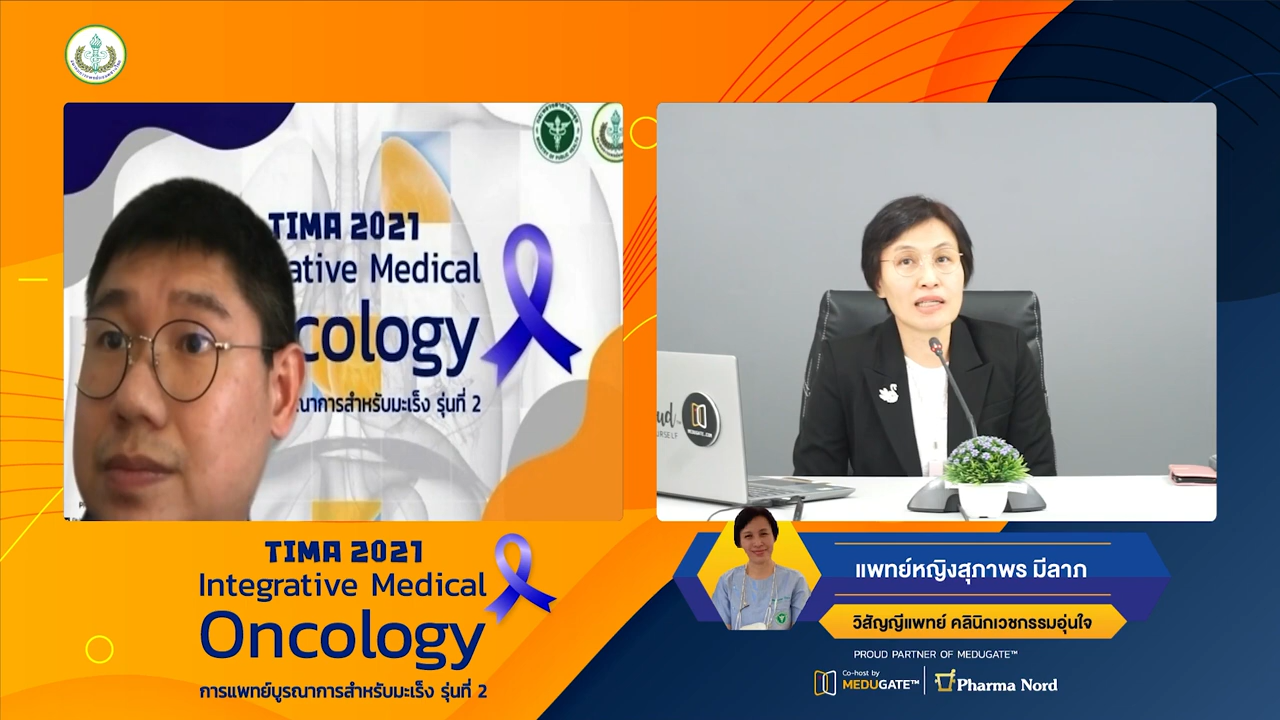 TIMA 2021
ative Medical
cology
ณาการสำหรับมะเร็ง รุ่นที่ 2
MEDUGATE.COM
TIMA 2021
Integrative Medical
Oncology
การแพทย์บูรณาการสำหรับมะเร็ง รุ่นที่ 2
แพทย์หญิงสุภาพร มีลาภ
วิสัญญีแพทย์ คลินิกเวชกรรมอุ่นใจ
PROUD PARTNER OF MEDUGATE™
Co-host by
MEDUGATE™
Pharma Nord